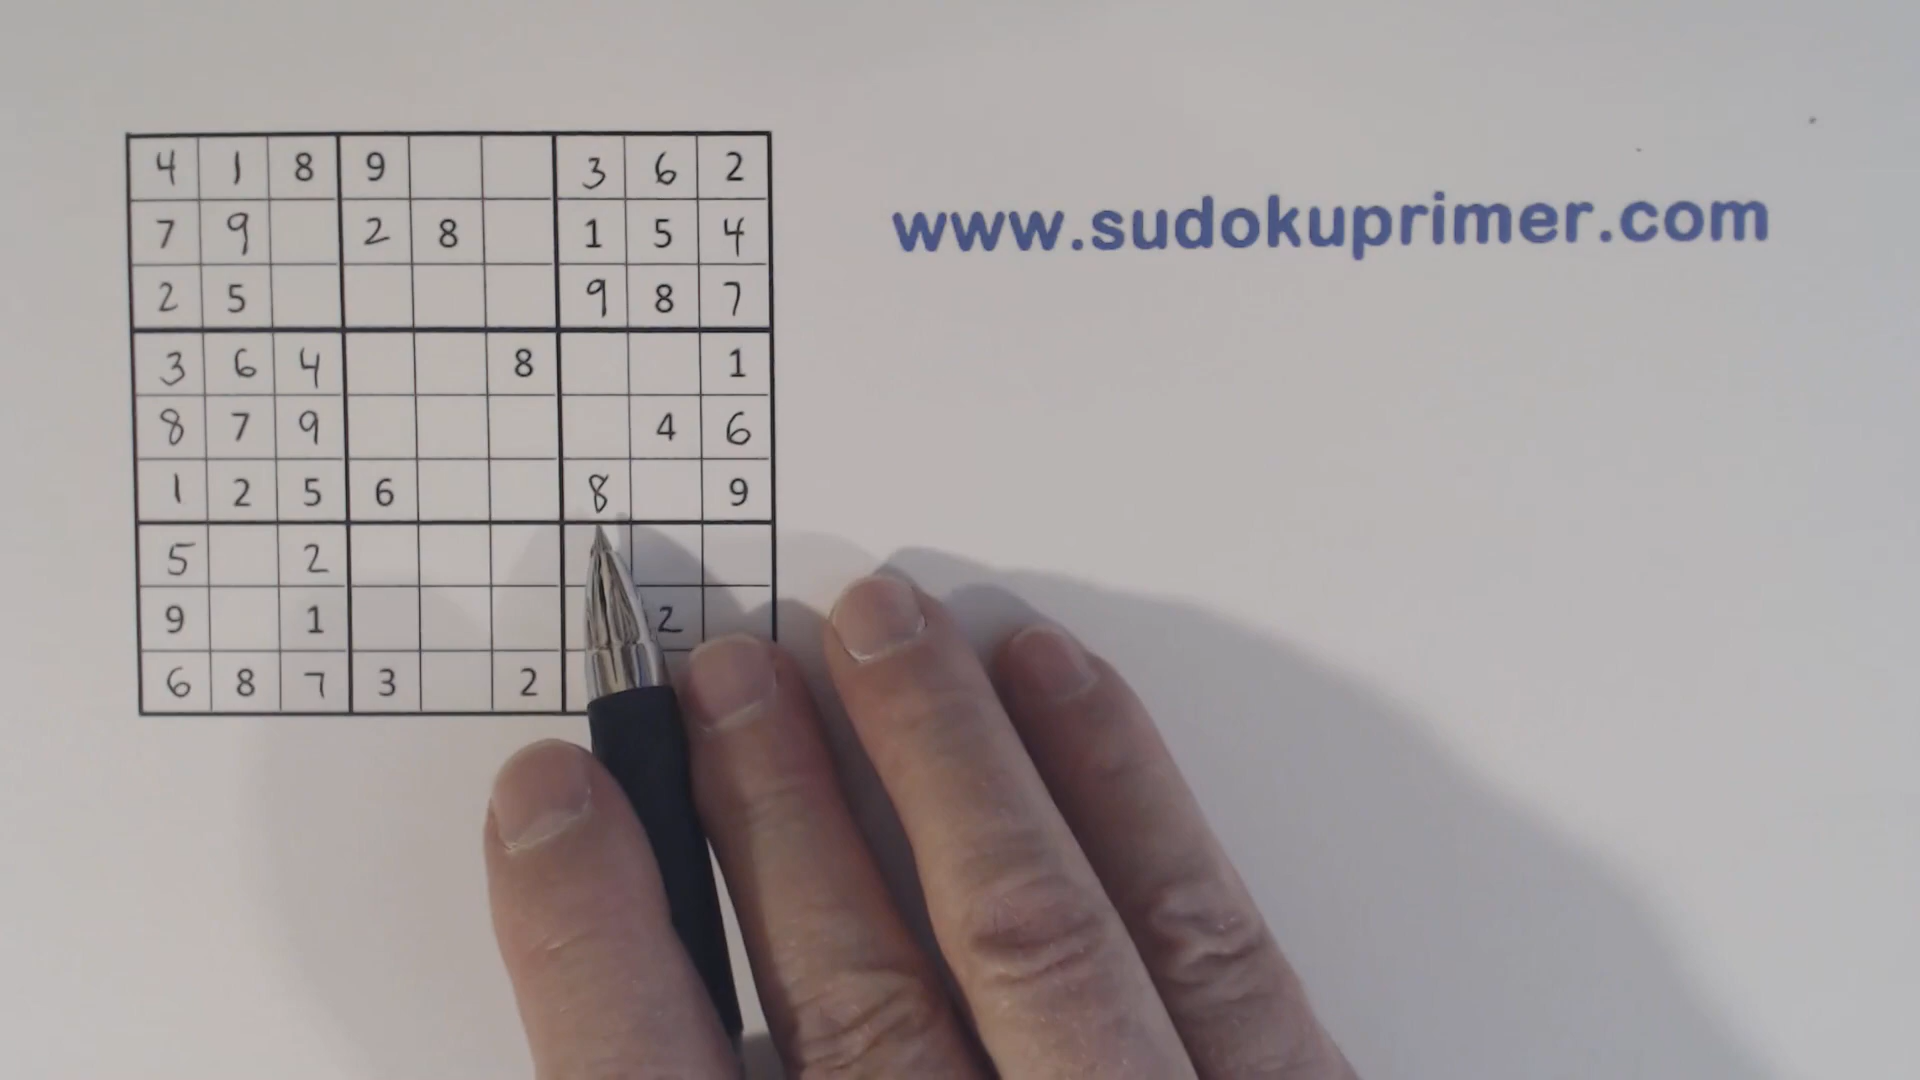 4 1 8 9 3 6 2
www.sudokuprimer.com
7 9 2 8 1 5 4
2 5 9 8 7
3 6 4 8 1
8 7 9 4 6
1 2 5 6 8 9
5 2
9 1 2
6 8 7 3 2